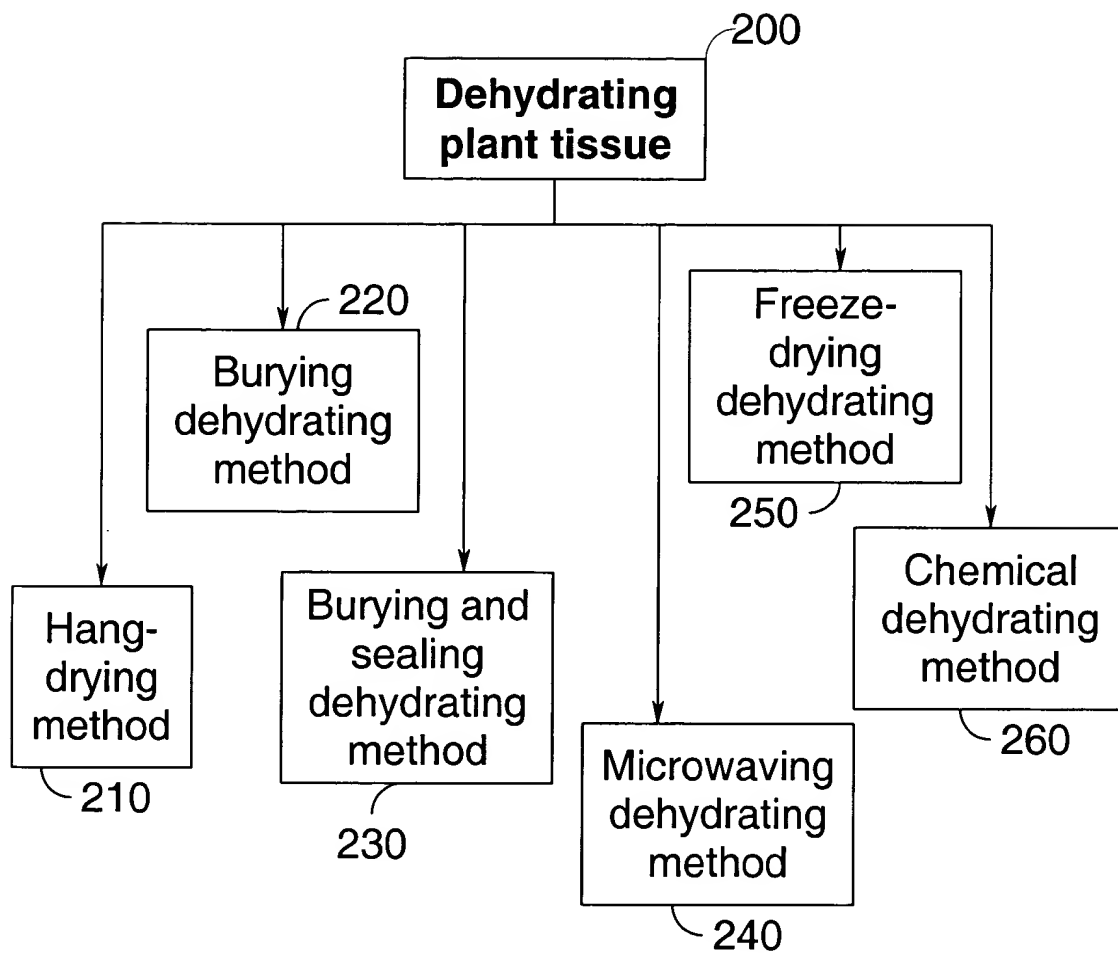 200
Dehydrating
plant tissue
220
Burying
dehydrating
method
Freeze-
drying
dehydrating
method
250
Hang-
drying
method
210
Burying and
sealing
dehydrating
method
230
Chemical
dehydrating
method
260
Microwaving
dehydrating
method
240